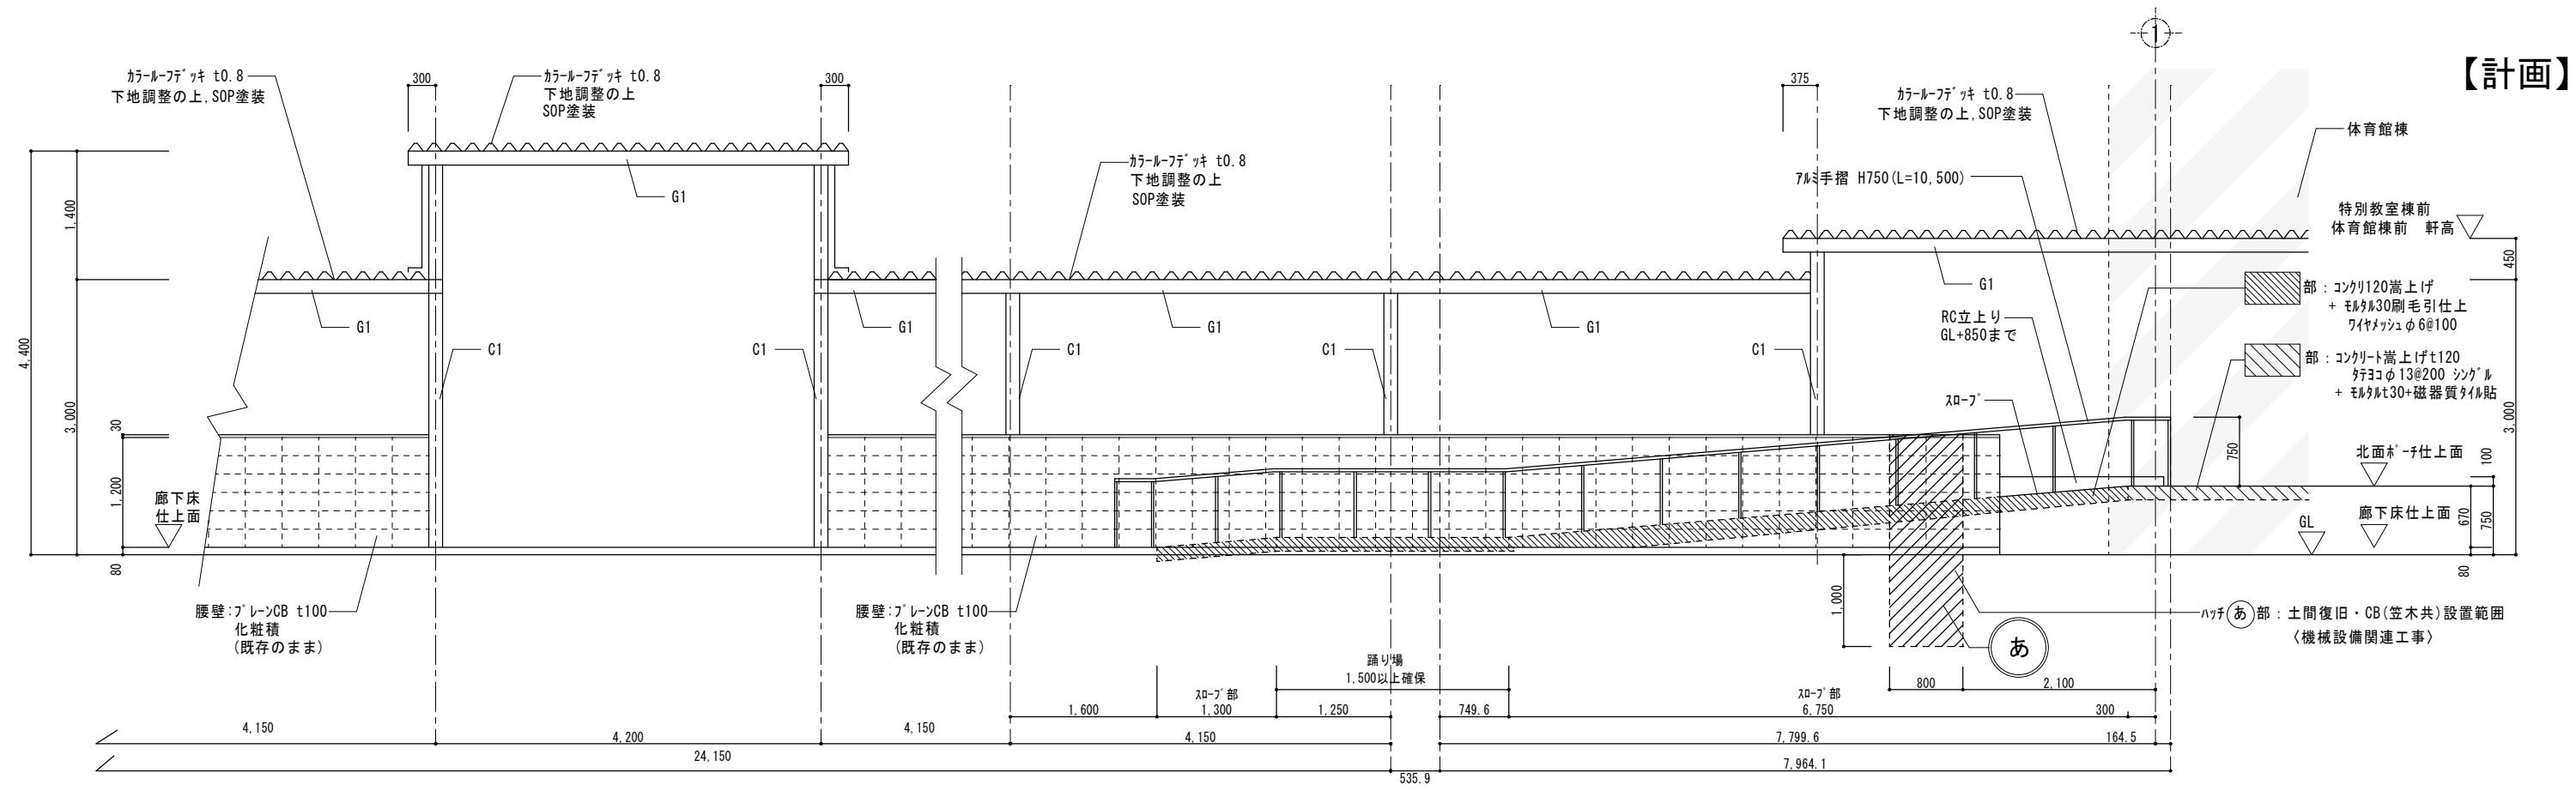 ①
【計画】
ｶﾗｰﾙｰﾌﾃﾞｯｷ t0.8
下地調整の上,SOP塗装
300
ｶﾗｰﾙｰﾌﾃﾞｯｷ t0.8
下地調整の上
SOP塗装
300
375
ｶﾗｰﾙｰﾌﾃﾞｯｷ t0.8
下地調整の上,SOP塗装
体育館棟
ｶﾗｰﾙｰﾌﾃﾞｯｷ t0.8
下地調整の上
SOP塗装
G1
ｱﾙﾐ手摺 H750(L=10,500)
特別教室棟前
体育館棟前　軒高
1,400
450
G1
部：ｺﾝｸﾘ120嵩上げ
+ ﾓﾙﾀﾙ30刷毛引仕上
ﾜｲﾔﾒｯｼｭφ6@100
RC立上り
GL+850まで
G1
G1
G1
G1
4,400
C1
C1
C1
C1
C1
部：ｺﾝｸﾘｰﾄ嵩上げt120
ﾀﾃﾖｺφ13@200 ｼﾝｸﾞﾙ
+ ﾓﾙﾀﾙt30+磁器質ﾀｲﾙ貼
ｽﾛｰﾌﾟ
3,000
30
3,000
750
100
北面ﾎﾟｰﾁ仕上面
1,200
廊下床
仕上面
GL
廊下床仕上面
670
750
80
80
1,000
腰壁:ﾌﾟﾚｰﾝCB t100
化粧積
(既存のまま)
腰壁:ﾌﾟﾚｰﾝCB t100
化粧積
(既存のまま)
ﾊｯﾁ あ 部：土間復旧・CB(笠木共)設置範囲
〈機械設備関連工事〉
あ
踊り場
1,500以上確保
800
2,100
ｽﾛｰﾌﾟ部
ｽﾛｰﾌﾟ部
1,600
1,300
1,250
749.6
6,750
300
4,150
4,200
4,150
4,150
7,799.6
164.5
24,150
535.9
7,964.1